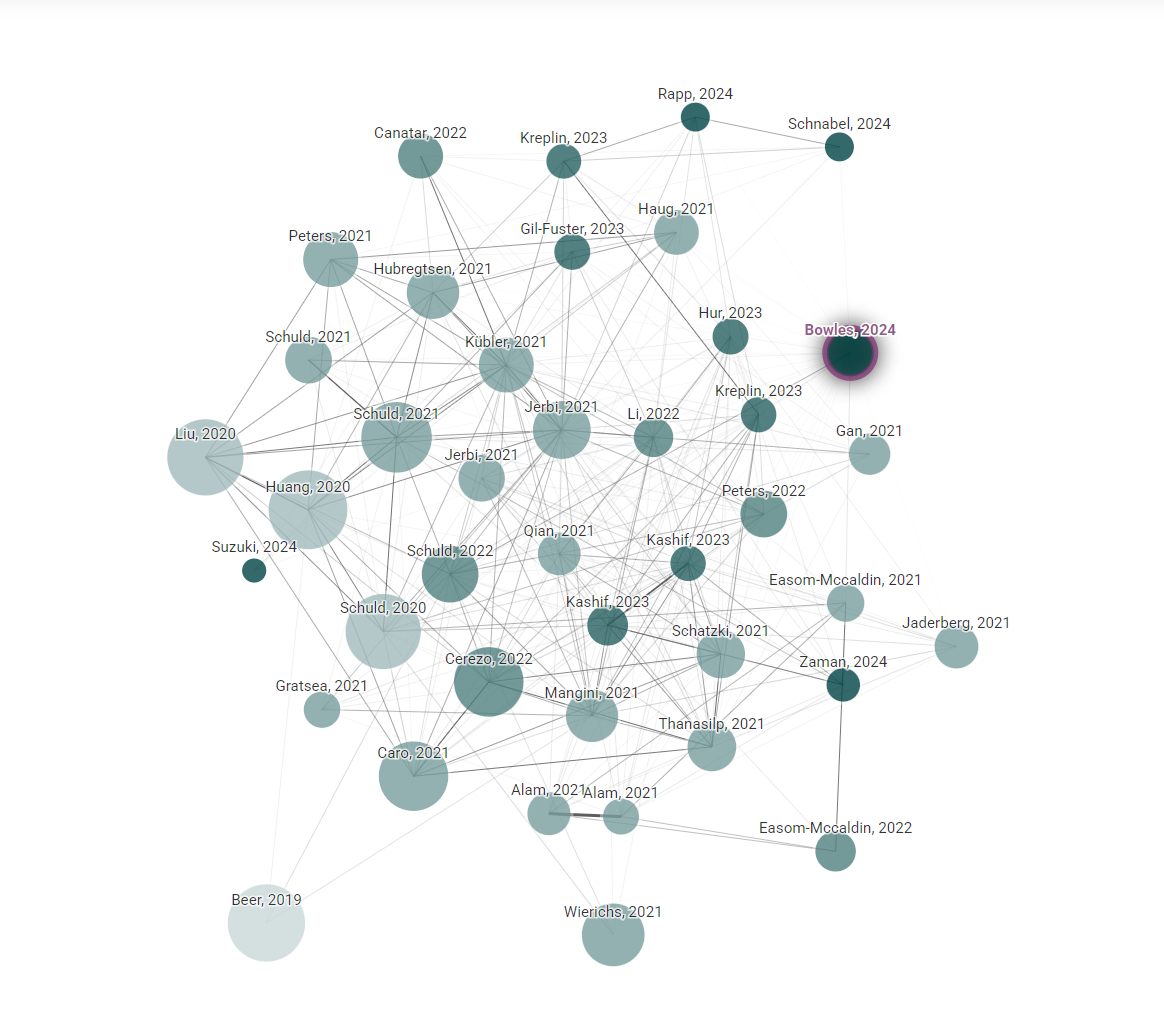 Rapp, 2024
Schnabel, 2024
Canatar, 2022
Kreplin, 2023
Haug, 2021
Gil-Fuster, 2023
Peters, 2021
Hubregtsen, 2021
Hur, 2023
Bowles, 2024
Schuld, 2021
Kübler, 2021
Kreplin, 2023
Jerbi, 2021
Schuld, 2021
Li, 2022
Gan, 2021
Liu, 2020
Jerbi, 2021
Huang, 2020
Peters, 2022
Qian, 2021
Kashif, 2023
Suzuki, 2024
Schuld, 2022
Easom-Mccaldin, 2021
Kashif, 2023
Schuld, 2020
Jaderberg, 2021
Schatzki, 2021
Cerezo, 2022
Zaman, 2024
Gratsea, 2021
Mangini, 2021
Thanasilp, 2021
Caro, 2021
Alam, 2021
Alam, 2021
Easom-Mccaldin, 2022
Beer, 2019
Wierichs, 2021